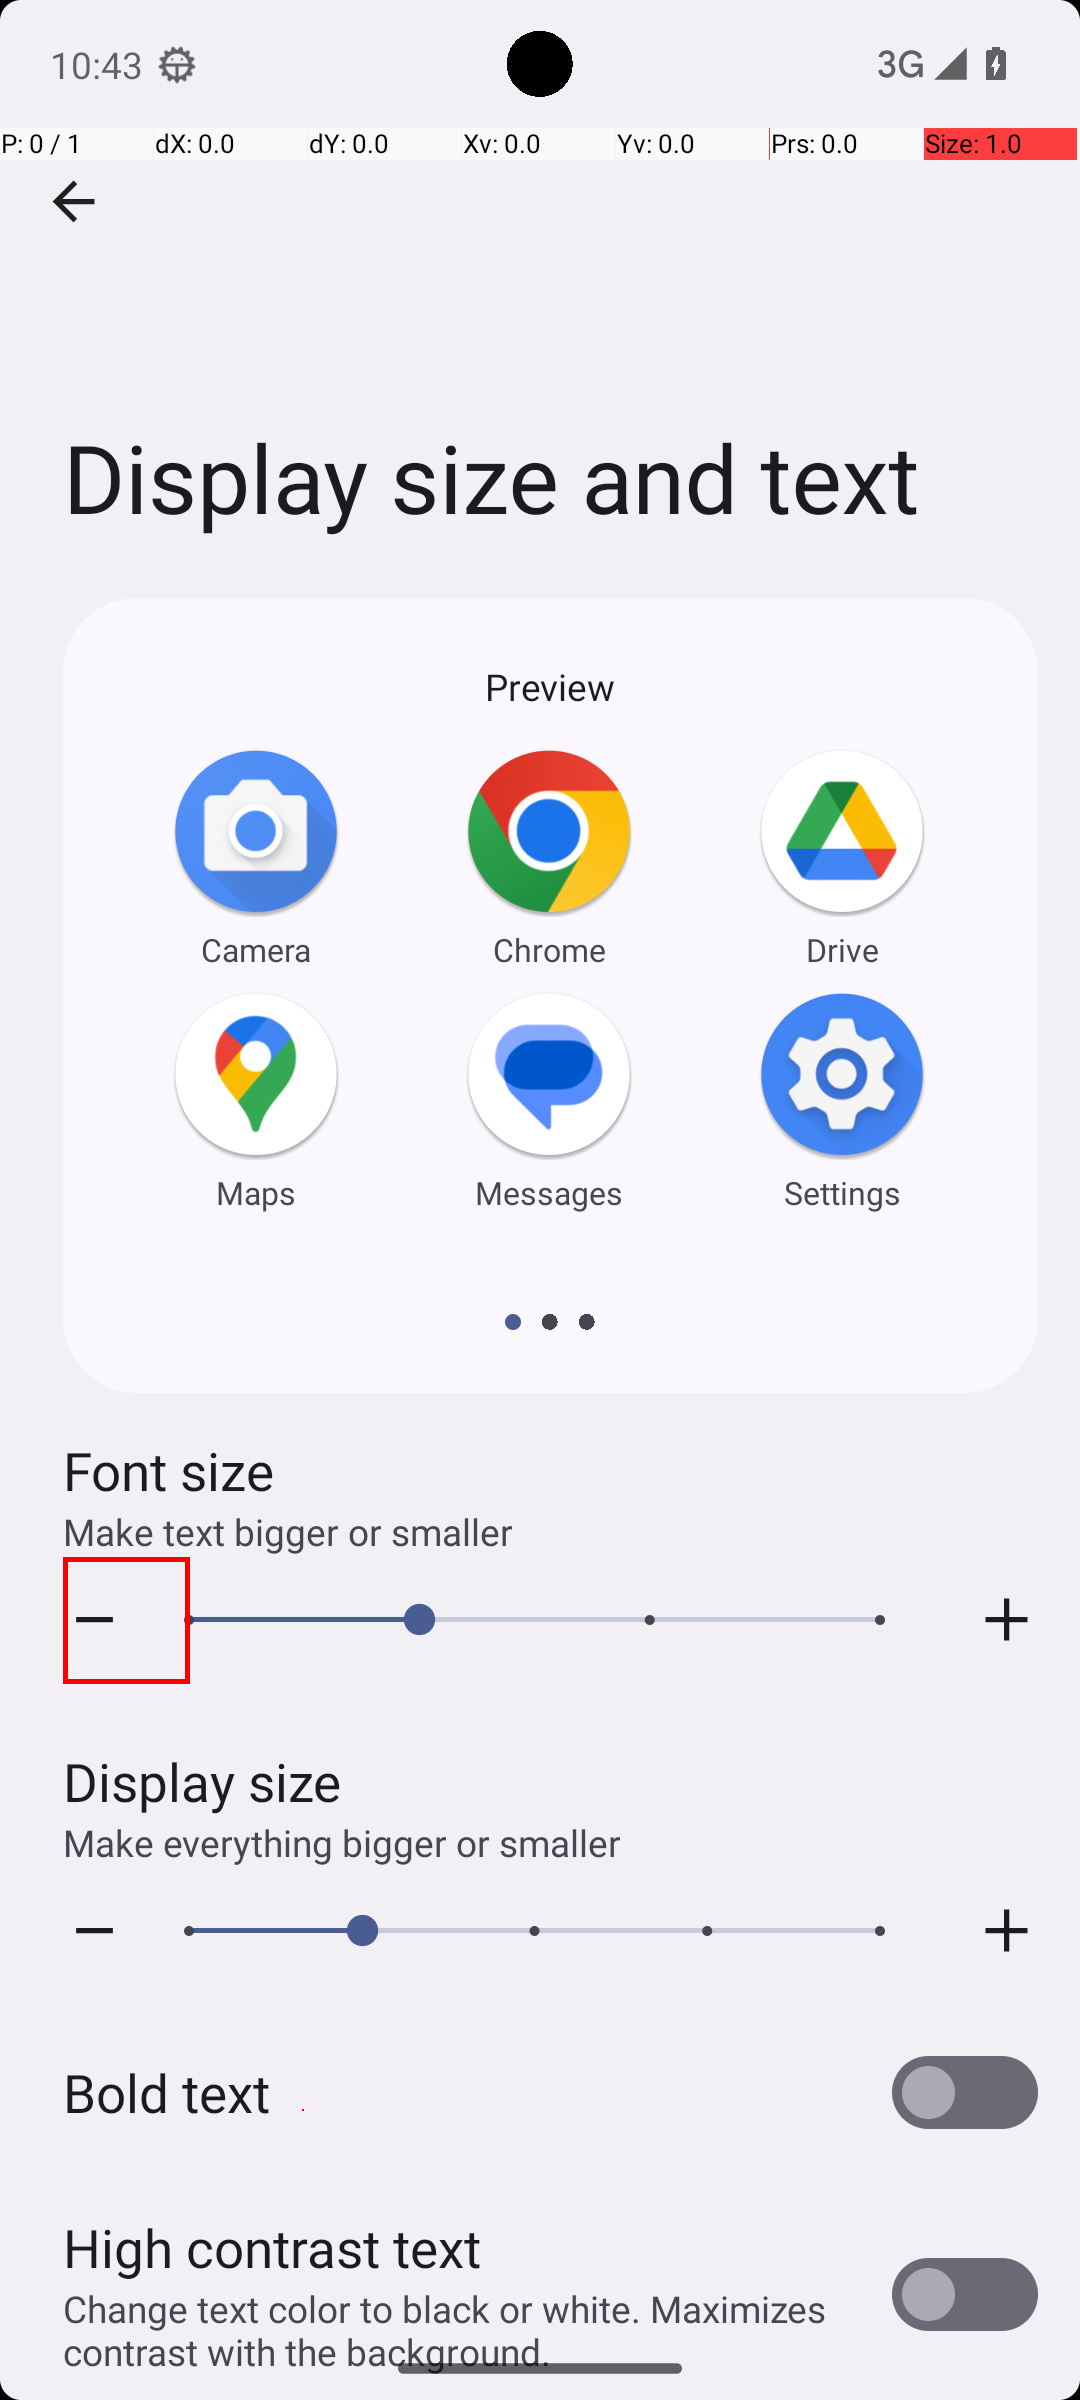 10:43
3G
P: 0 / 1 dX: 0.0 dY: 0.0 Xv: 0.0 Yv: 0.0 Prs: 0.0 Size: 1.0
Display size and text
Preview
Camera Chrome Drive
Maps Messages Settings
Font size
Make text bigger or smaller
Display size
Make everything bigger or smaller
Bold text
High contrast text
Change text color to black or white. Maximizes
contrast with the background.